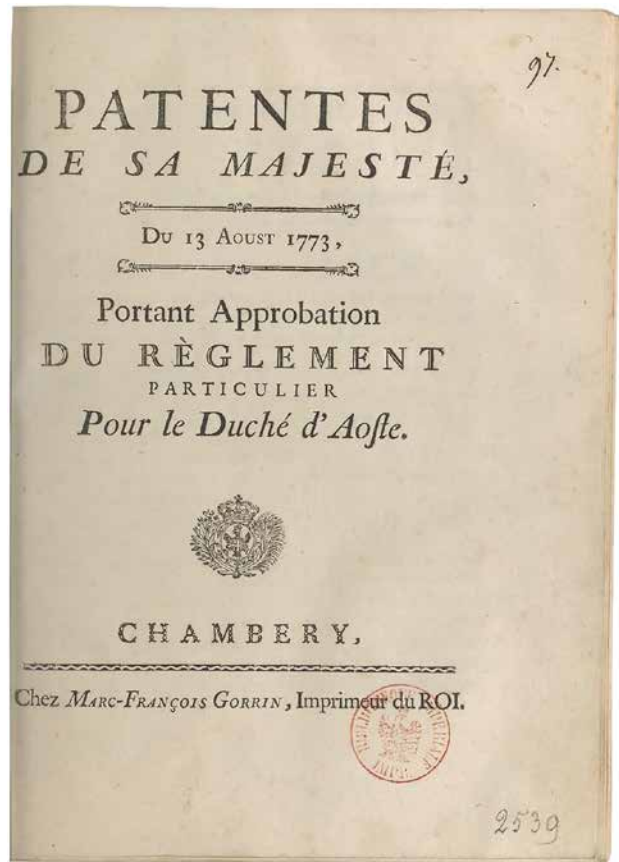 97.
PATENTES
DE SA MAJESTÉ,
DU 13 AOUST 1773,
Portant Approbation
DU RÈGLEMENT
PARTICULIER
Pour le Duché d'Aoſte.
CHAMBERY,
Chez MARC-FRANÇOIS GORRIN, Imprimeur du ROI.
2539